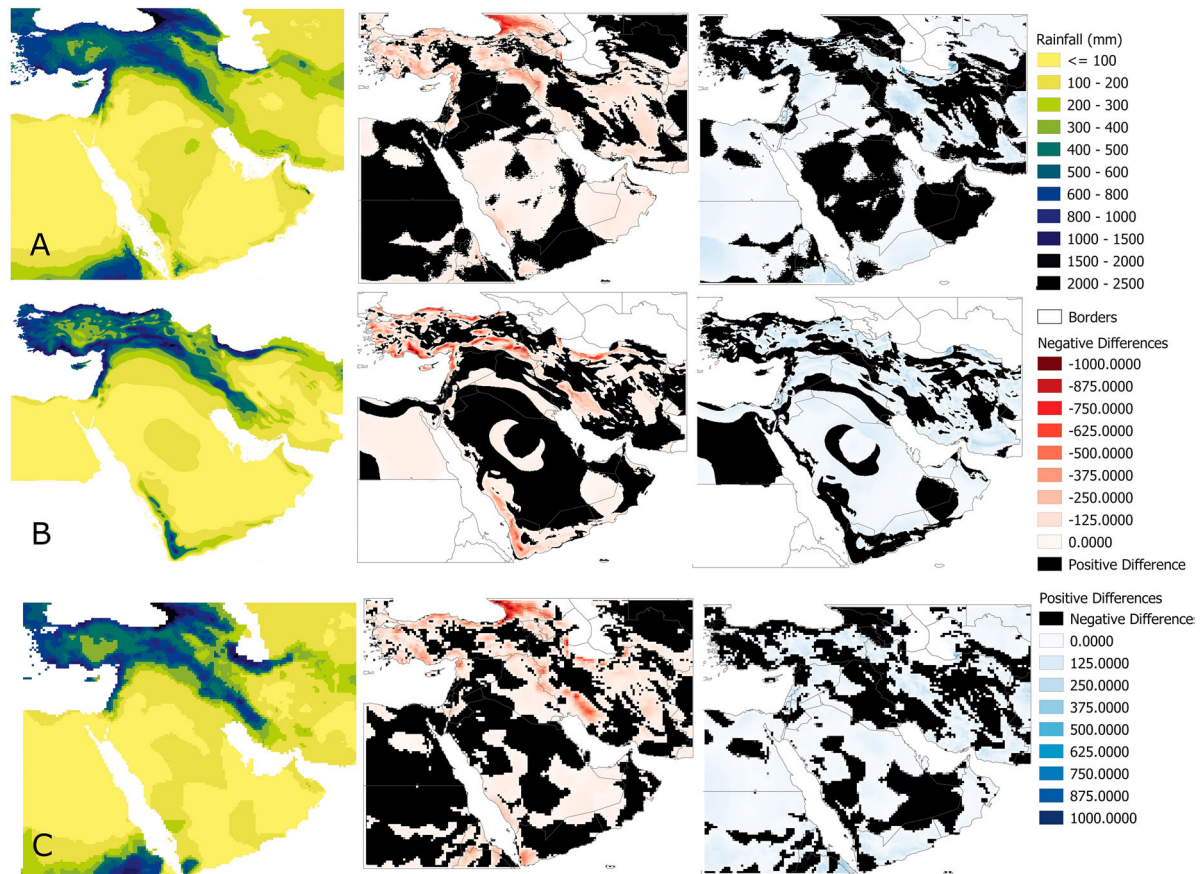 A
B
C
Rainfall (mm)
<= 100
100 - 200
200 - 300
300 - 400
400 - 500
500 - 600
600 - 800
800 - 1000
1000 - 1500
1500 - 2000
2000 - 2500
Borders
Negative Differences
-1000.0000
-875.0000
-750.0000
-625.0000
-500.0000
-375.0000
-250.0000
-125.0000
0.0000
Positive Difference
Positive Differences
Negative Differences
0.0000
125.0000
250.0000
375.0000
500.0000
625.0000
750.0000
875.0000
1000.0000